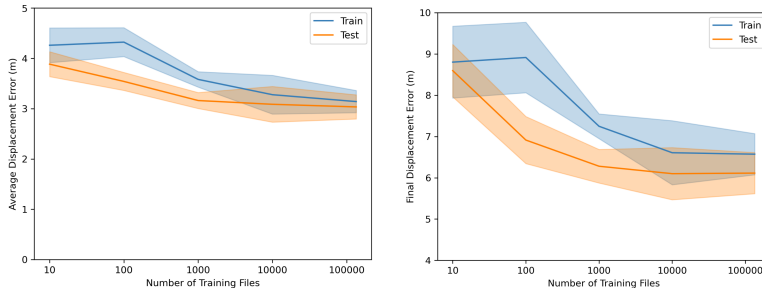 5
4
3
2
1
0
Average Displacement Error (m)
Train
Test
10
100
1000
10000
100000
Number of Training Files
10
9
8
7
6
5
4
Final Displacement Error (m)
Train
Test
10
100
1000
10000
100000
Number of Training Files